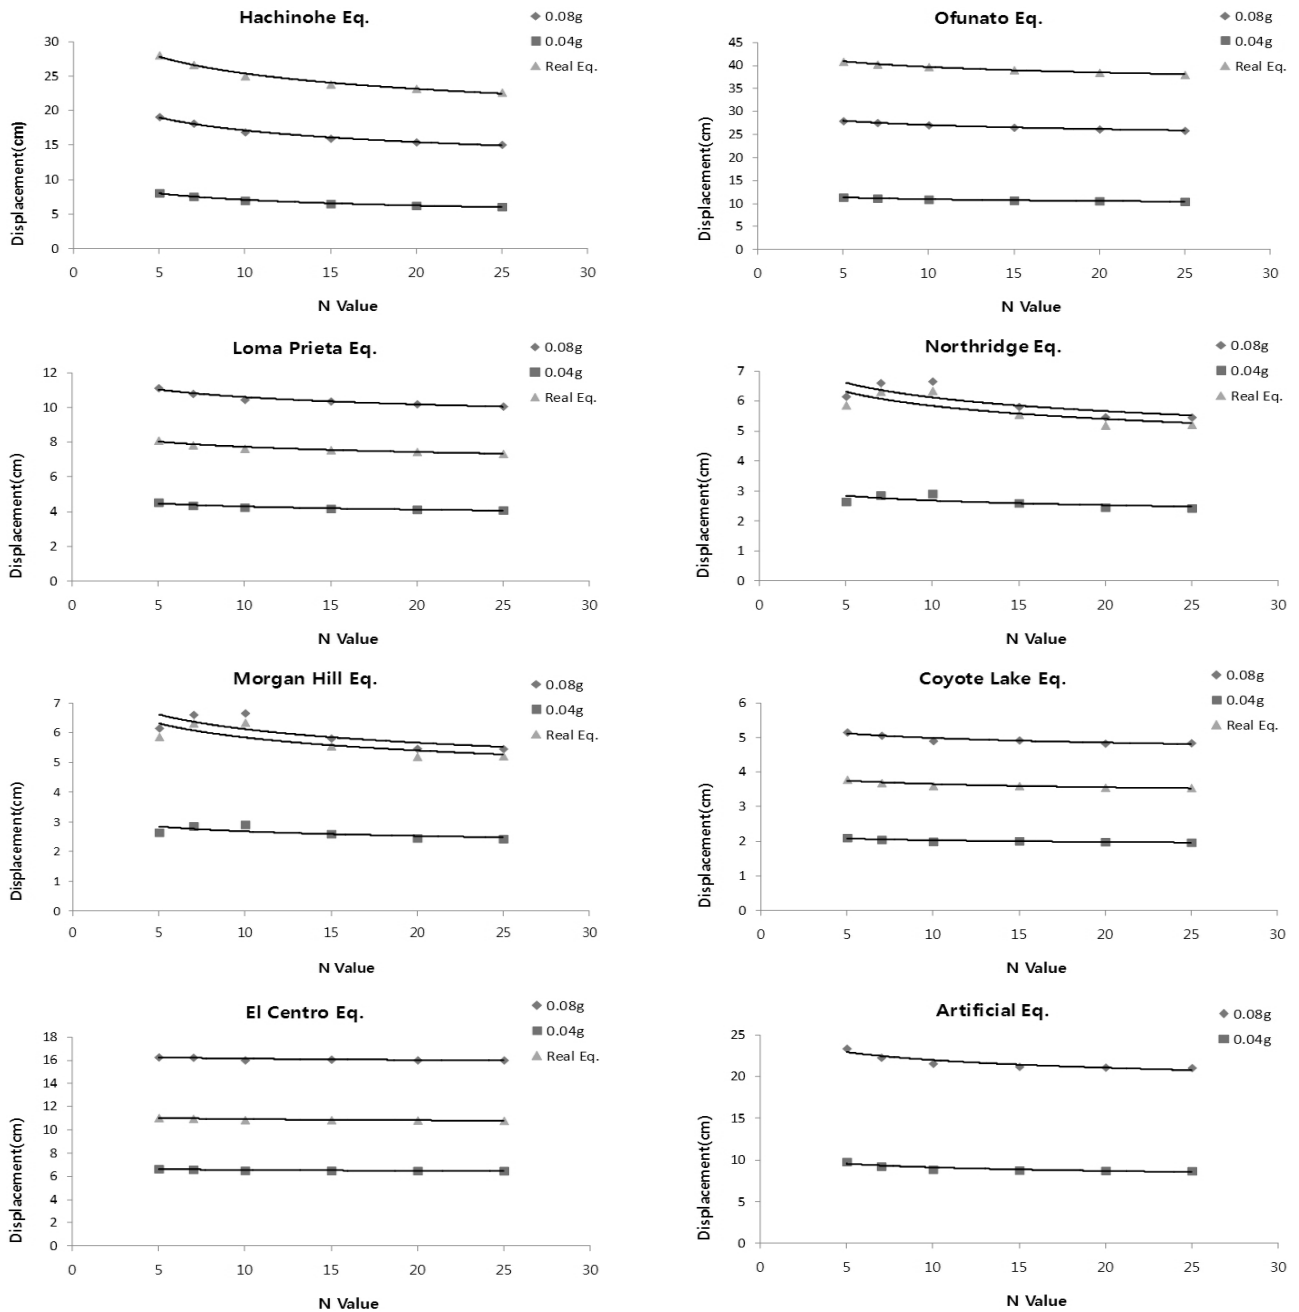 Hachinohe Eq.
0.08g
0.04g
Real Eq.
Displacement(cm)
30
25
20
15
10
5
0
0 5 10 15 20 25 30
N Value
Ofunato Eq.
0.08g
0.04g
Real Eq.
Displacement(cm)
45
40
35
30
25
20
15
10
5
0
0 5 10 15 20 25 30
N Value
Loma Prieta Eq.
0.08g
0.04g
Real Eq.
Displacement(cm)
12
10
8
6
4
2
0
0 5 10 15 20 25 30
N Value
Northridge Eq.
0.08g
0.04g
Real Eq.
Displacement(cm)
7
6
5
4
3
2
1
0
0 5 10 15 20 25 30
N Value
Morgan Hill Eq.
0.08g
0.04g
Real Eq.
Displacement(cm)
7
6
5
4
3
2
1
0
0 5 10 15 20 25 30
N Value
Coyote Lake Eq.
0.08g
0.04g
Real Eq.
Displacement(cm)
6
5
4
3
2
1
0
0 5 10 15 20 25 30
N Value
El Centro Eq.
0.08g
0.04g
Real Eq.
Displacement(cm)
18
16
14
12
10
8
6
4
2
0
0 5 10 15 20 25 30
N Value
Artificial Eq.
0.08g
0.04g
Displacement(cm)
25
20
15
10
5
0
0 5 10 15 20 25 30
N Value